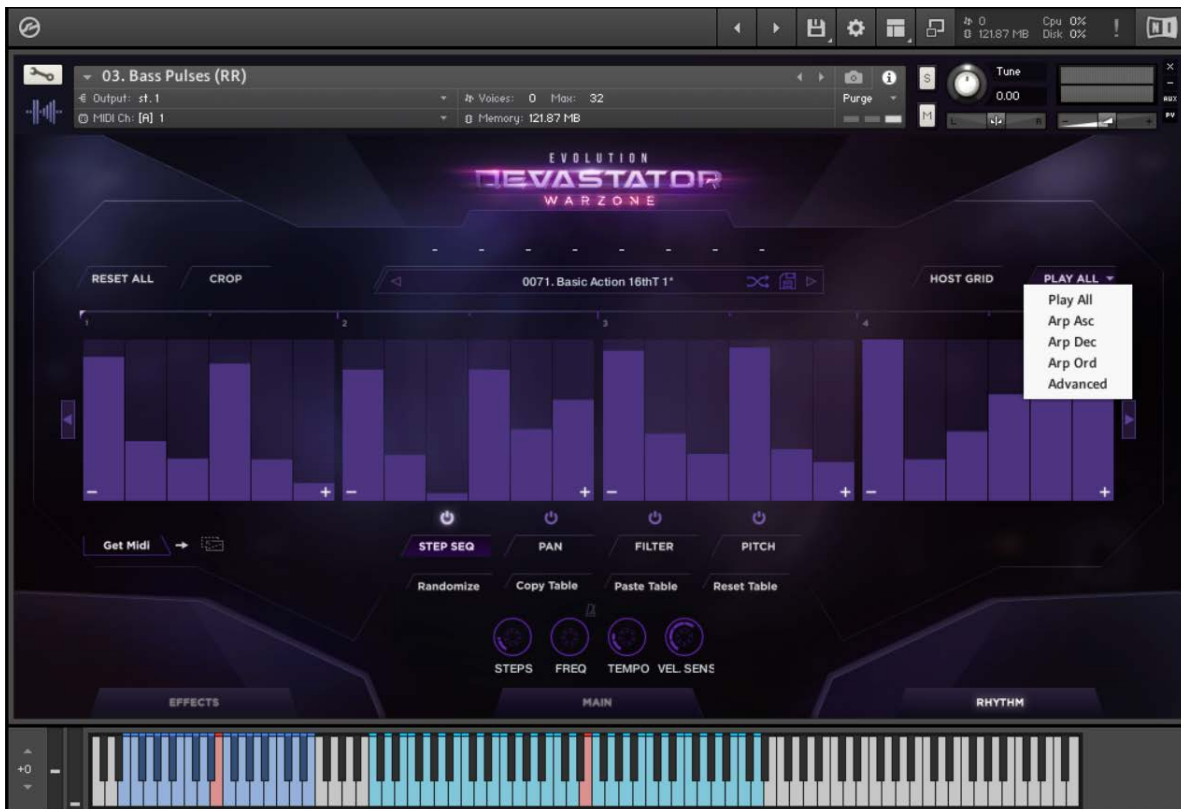 0
121.87 MB
Cpu 0%
Disk 0%
!
NI
03. Bass Pulses (RR)
Output: st.1
Voices: 0 Max: 32
Purge
MIDI Ch: [A] 1
Memory: 121.87 MB
S
M
Tune
0.00
L R
- +
×
-
AUX
PV
EVOLUTION
DEVASTATOR
WARZONE
- - - - - - - -
RESET ALL
CROP
0071. Basic Action 16thT 1*
HOST GRID
PLAY ALL
Play All
Arp Asc
Arp Dec
Arp Ord
Advanced
1 2 3 4
- + - + - + - +
Get Midi
STEP SEQ
PAN
FILTER
PITCH
Randomize
Copy Table
Paste Table
Reset Table
STEPS
FREQ
TEMPO
VEL. SENS
EFFECTS
MAIN
RHYTHM
+0